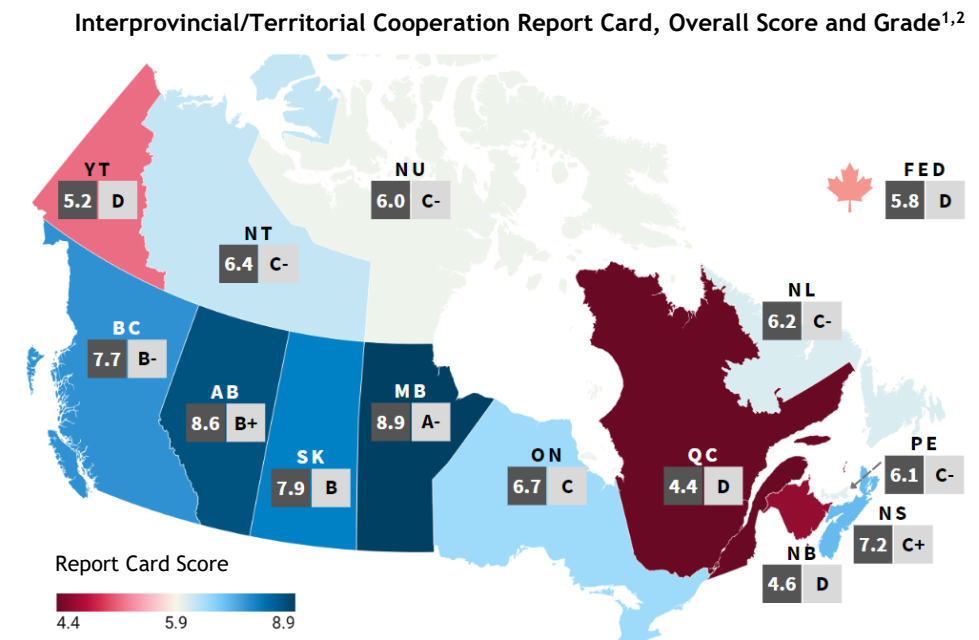 Interprovincial/Territorial Cooperation Report Card, Overall Score and Grade1,2
YT
5.2 D
NU
6.0 C-
FED
5.8 D
NT
6.4 C-
NL
6.2 C-
BC
7.7 B-
AB
8.6 B+
MB
8.9 A-
SK
7.9 B
ON
6.7 C
QC
4.4 D
PE
6.1 C-
NS
7.2 C+
NB
4.6 D
Report Card Score
4.4 5.9 8.9